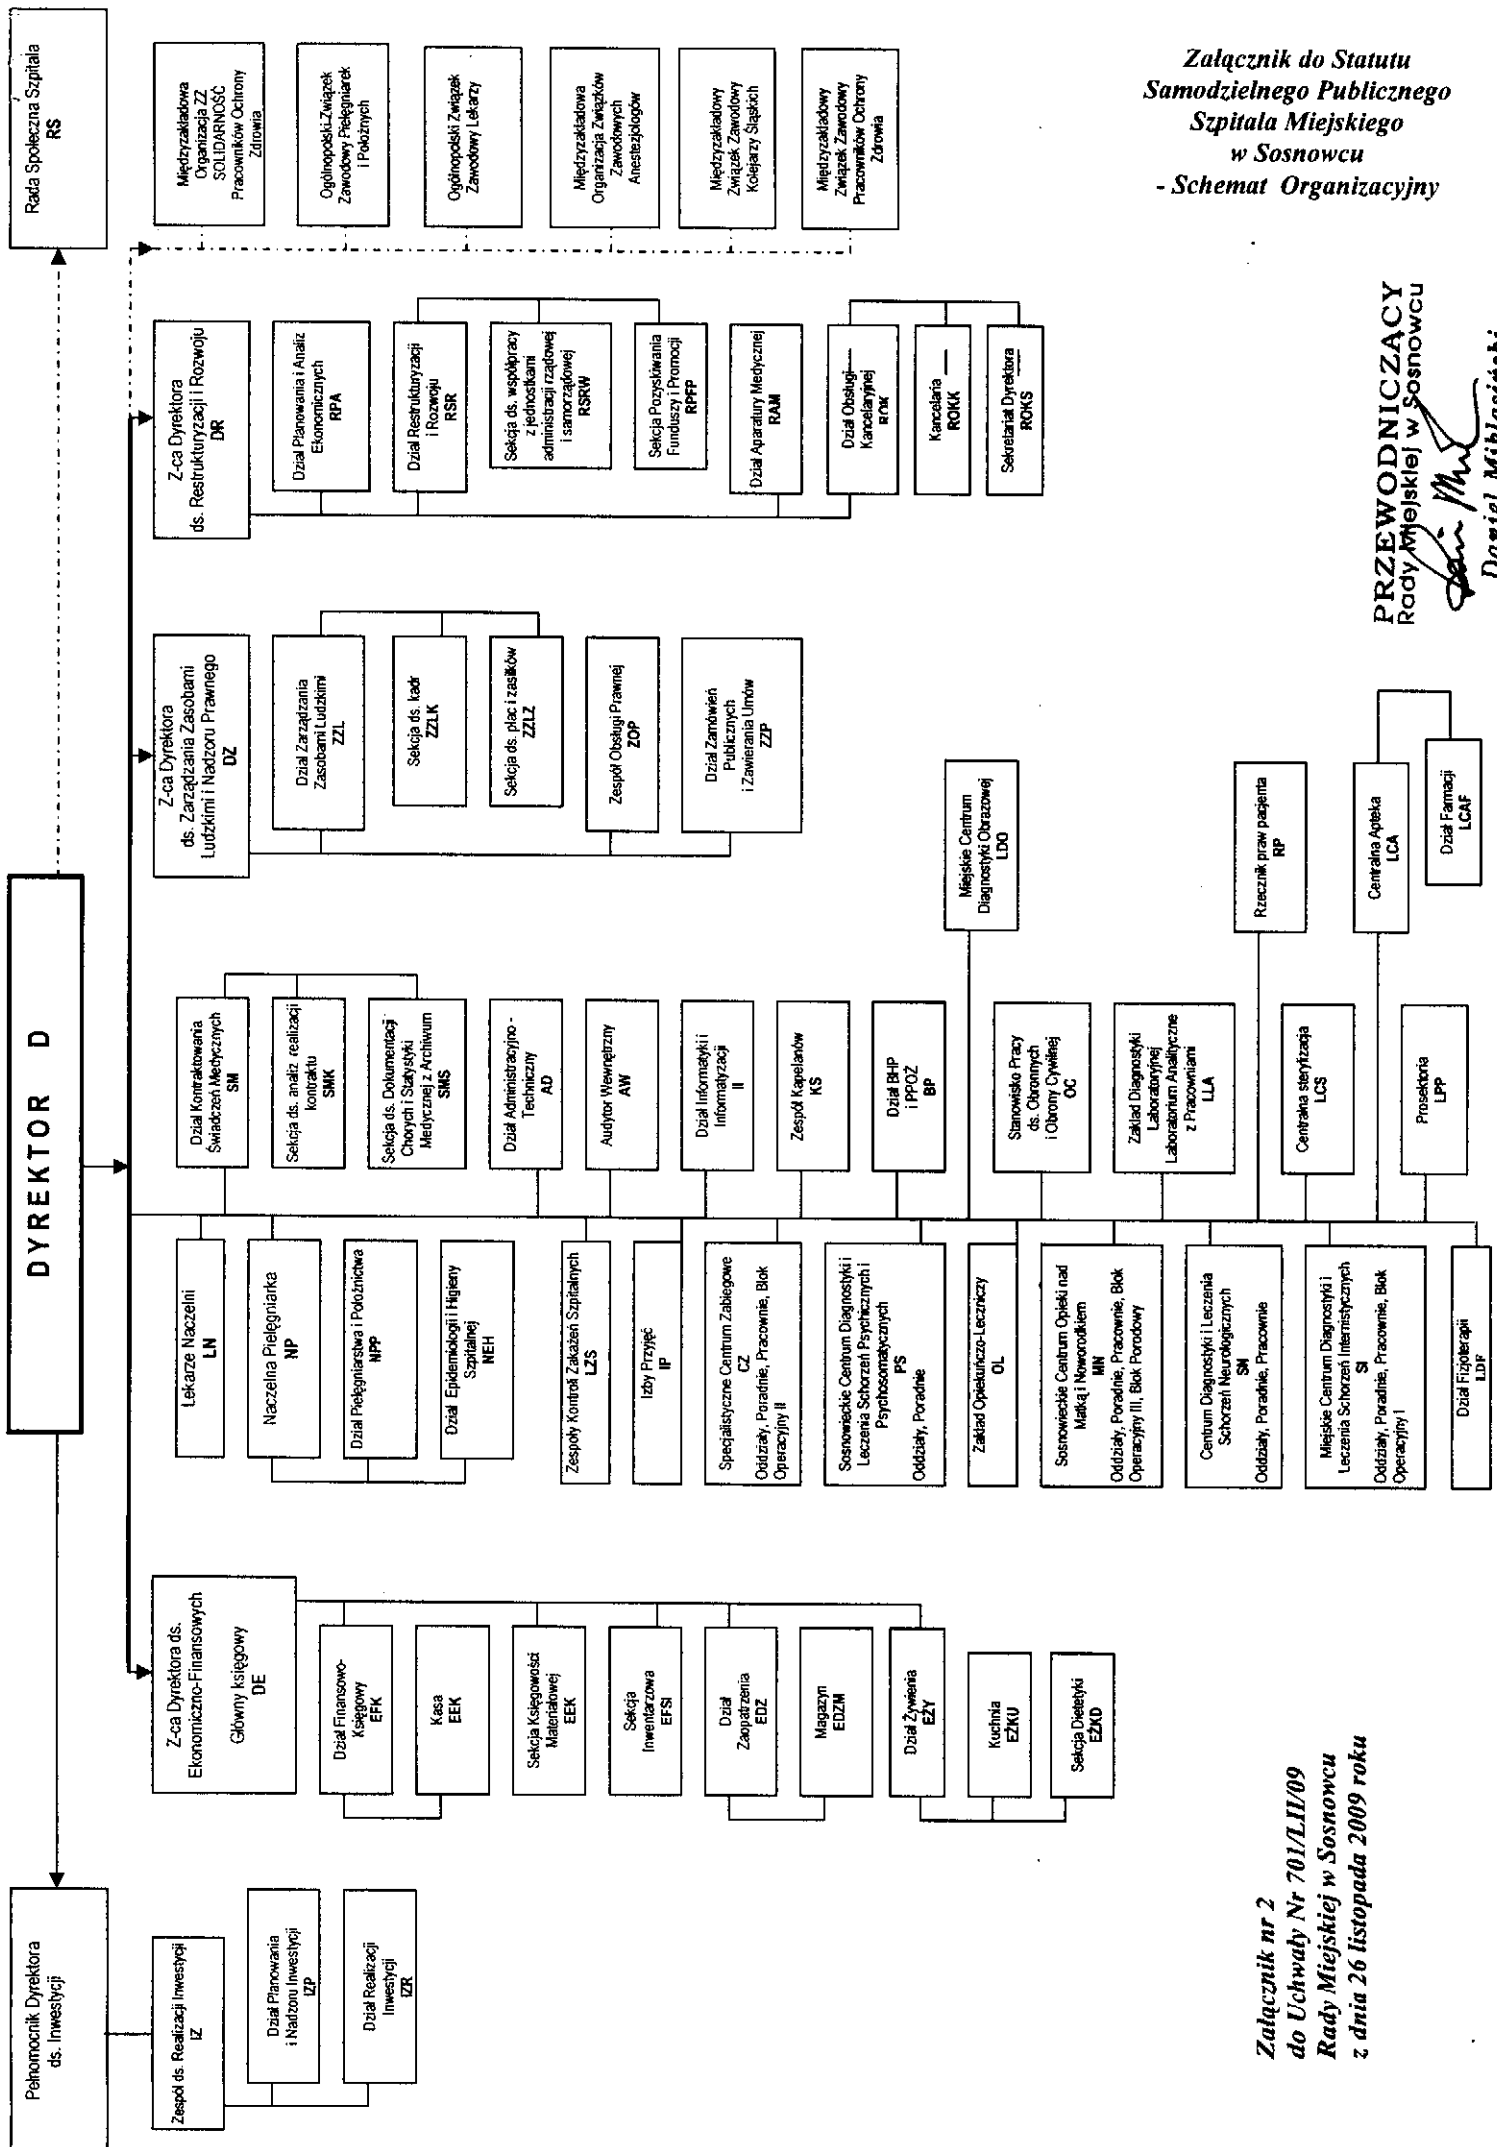 Załącznik do Statutu
Samodzielnego Publicznego
Szpitala Miejskiego
w Sosnowcu
- Schemat Organizacyjny
DYREKTOR D
Pełnomocnik Dyrektora
ds. Inwestycji
Rada Społeczna Szpitala
RS
Zespół ds. Realizacji Inwestycji
IZ
Dział Planowania
i Nadzoru Inwestycji
IZP
Dział Realizacji
Inwestycji
IZR
Z-ca Dyrektora ds.
Ekonomiczno-Finansowych
Główny księgowy
DE
Dział Finansowo-
Księgowy
EFK
Kasa
EEK
Sekcja Księgowości
Materiałowej
EEK
Sekcja
Inwentarzowa
EFSI
Dział
Zaopatrzenia
EDZ
Magazyn
EDZM
Dział Żywienia
EŻY
Kuchnia
EŻKU
Sekcja Dietetyki
EŻKD
Lekarze Naczelni
LN
Naczelna Pielęgniarka
NP
Dział Pielęgniarstwa i Położnictwa
NPP
Dział Epidemiologii i Higieny
Szpitalnej
NEH
Zespoły Kontroli Zakażeń Szpitalnych
LZS
Izby Przyjęć
IP
Specjalistyczne Centrum Zabiegowe
CZ
Oddziały, Poradnie, Pracownie, Blok
Operacyjny II
Sosnowieckie Centrum Diagnostyki i
Leczenia Schorzeń Psychicznych i
Psychosomatycznych
PS
Oddziały, Poradnie
Zakład Opiekuńczo-Leczniczy
OL
Sosnowieckie Centrum Opieki nad
Matką i Noworodkiem
MN
Oddziały, Poradnie, Pracownie, Blok
Operacyjny III, Blok Porodowy
Centrum Diagnostyki i Leczenia
Schorzeń Neurologicznych
SN
Oddziały, Poradnie, Pracownie
Miejskie Centrum Diagnostyki i
Leczenia Schorzeń Internistycznych
SI
Oddziały, Poradnie, Pracownie, Blok
Operacyjny I
Dział Fizjoterapii
LDF
Dział Kontraktowania
Świadczeń Medycznych
SM
Sekcja ds. analiz realizacji
kontraktu
SMK
Sekcja ds. Dokumentacji
Chorych i Statystyki
Medycznej z Archiwum
SMS
Dział Administracyjno -
Techniczny
AD
Audytor Wewnętrzny
AW
Dział Informatyki i
Informatyzacji
II
Zespół Kapelanów
KS
Dział BHP
i PPOŻ
BP
Miejskie Centrum
Diagnostyki Obrazowej
LDO
Stanowisko Pracy
ds. Obronnych
i Obrony Cywilnej
OC
Zakład Diagnostyki
Laboratoryjnej
Laboratorium Analityczne
z Pracowniami
LLA
Rzecznik praw pacjenta
RP
Centralna sterylizacja
LCS
Centralna Apteka
LCA
Dział Farmacji
LCAF
Prosektoria
LPP
Z-ca Dyrektora
ds. Zarządzania Zasobami
Ludzkimi i Nadzoru Prawnego
DZ
Dział Zarządzania
Zasobami Ludzkimi
ZZL
Sekcja ds. kadr
ZZLK
Sekcja ds. płac i zasiłków
ZZLZ
Zespół Obsługi Prawnej
ZOP
Dział Zamówień
Publicznych
i Zawierania Umów
ZZP
Z-ca Dyrektora
ds. Restrukturyzacji i Rozwoju
DR
Dział Planowania i Analiz
Ekonomicznych
RPA
Dział Restrukturyzacji
i Rozwoju
RSR
Sekcja ds. współpracy
z jednostkami
administracji rządowej
i samorządowej
RSRW
Sekcja Pozyskiwania
Funduszy i Promocji
RPFP
Dział Aparatury Medycznej
RAM
Dział Obsługi
Kancelaryjnej
ROK
Kancelaria
ROKK
Sekretariat Dyrektora
ROKS
Międzyzakładowa
Organizacja ZZ
SOLIDARNOŚĆ
Pracowników Ochrony
Zdrowia
Ogólnopolski Związek
Zawodowy Pielęgniarek
i Położnych
Ogólnopolski Związek
Zawodowy Lekarzy
Międzyzakładowa
Organizacja Związków
Zawodowych
Anestezjologów
Międzyzakładowy
Związek Zawodowy
Kolejarzy Śląskich
Międzyzakładowy
Związek Zawodowy
Pracowników Ochrony
Zdrowia
PRZEWODNICZĄCY
Rady Miejskiej w Sosnowcu
Daniel
Załącznik nr 2
do Uchwały Nr 701/LII/09
Rady Miejskiej w Sosnowcu
z dnia 26 listopada 2009 roku